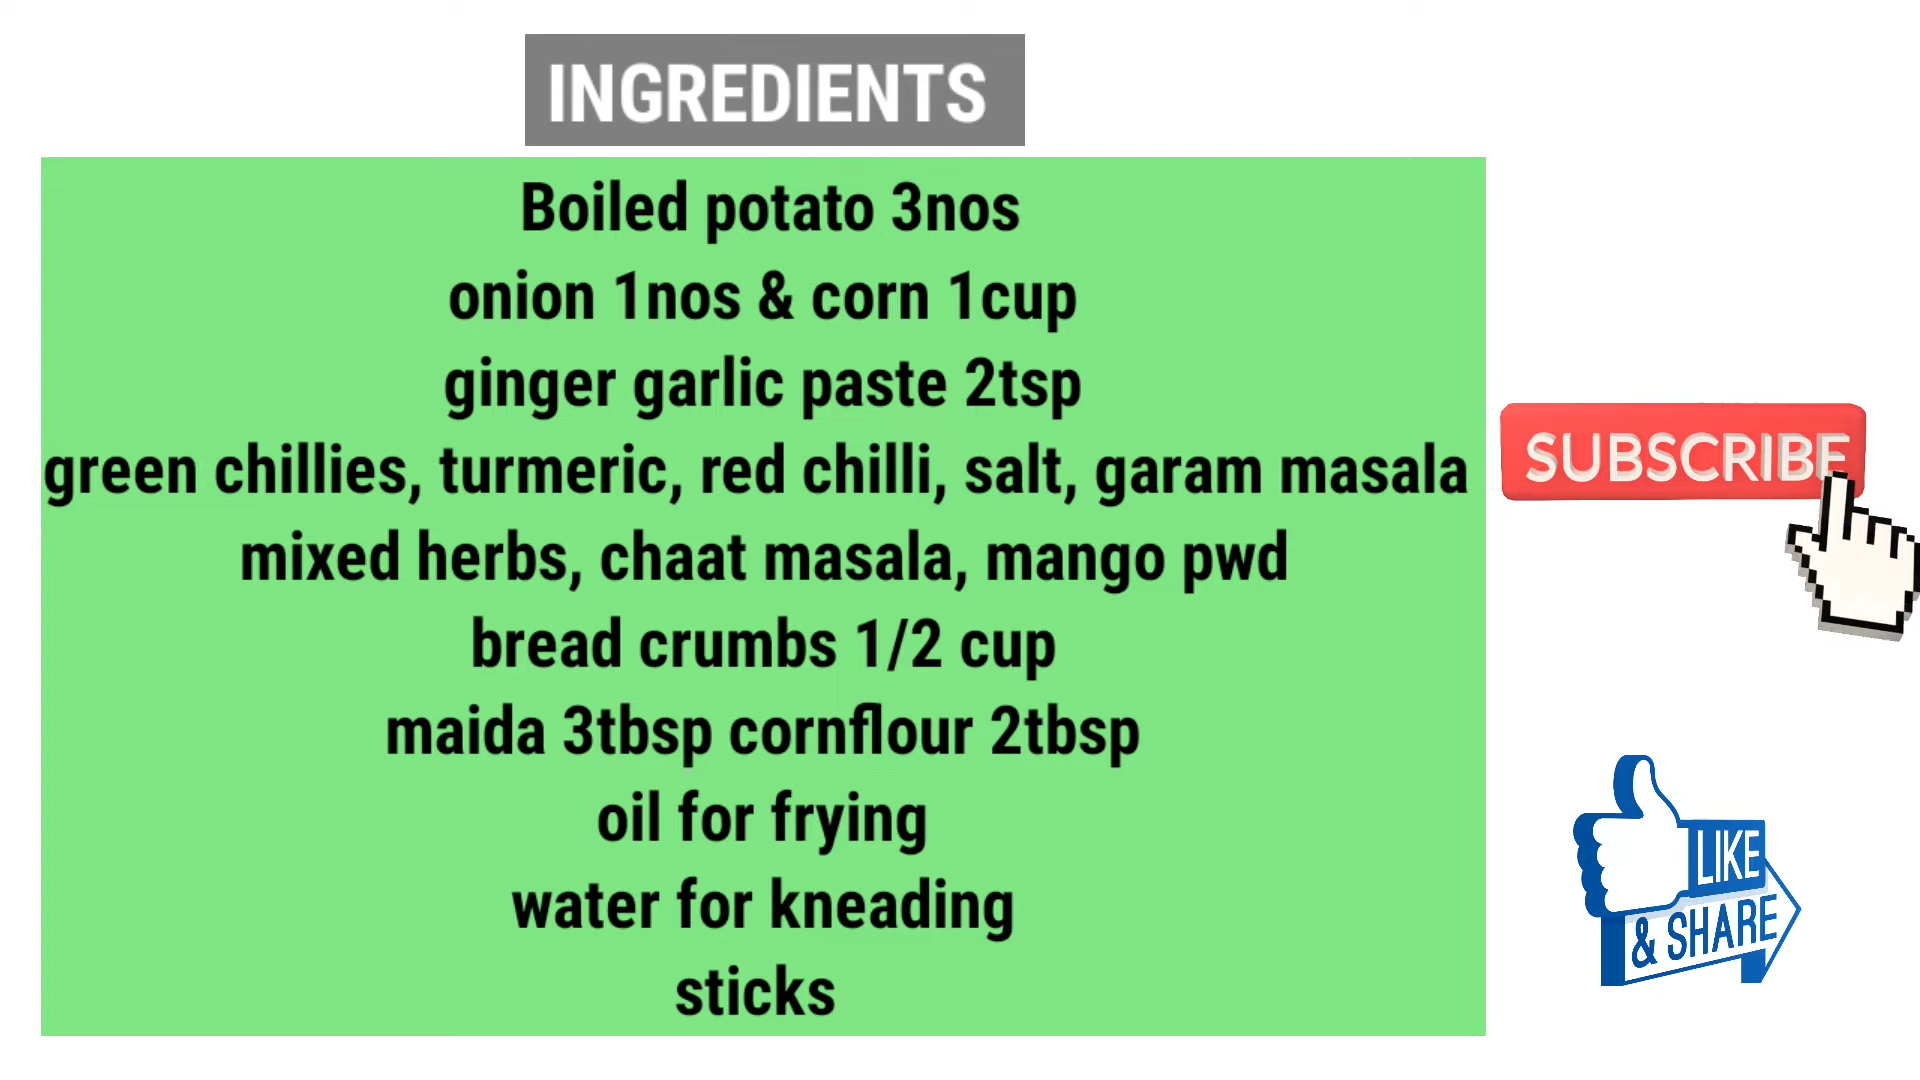 INGREDIENTS
Boiled potato 3nos
onion 1nos & corn 1cup
ginger garlic paste 2tsp
green chillies, turmeric, red chilli, salt, garam masala
mixed herbs, chaat masala, mango pwd
bread crumbs 1/2 cup
maida 3tbsp cornflour 2tbsp
oil for frying
water for kneading
sticks
SUBSCRIBE
LIKE
& SHARE